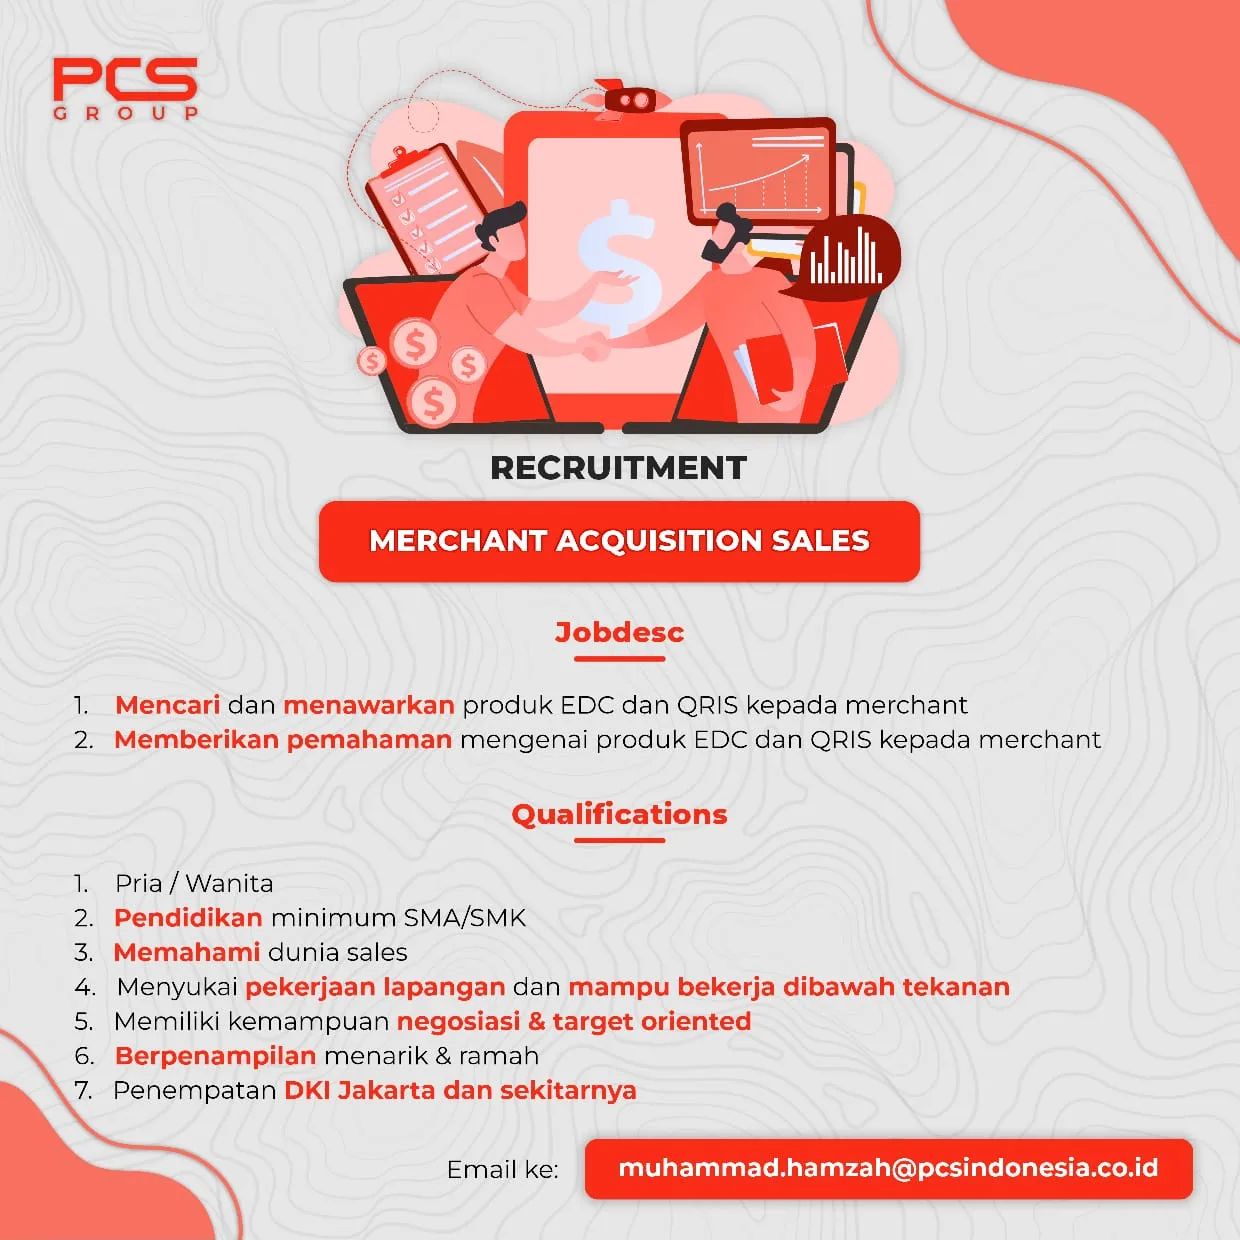 PCS
GROUP
$
$
$
$
$
RECRUITMENT
MERCHANT ACQUISITION SALES
Jobdesc
1. Mencari dan menawarkan produk EDC dan QRIS kepada merchant
2. Memberikan pemahaman mengenai produk EDC dan QRIS kepada merchant
Qualifications
1. Pria / Wanita
2. Pendidikan minimum SMA/SMK
3. Memahami dunia sales
4. Menyukai pekerjaan lapangan dan mampu bekerja dibawah tekanan
5. Memiliki kemampuan negosiasi & target oriented
6. Berpenampilan menarik & ramah
7. Penempatan DKI Jakarta dan sekitarnya
Email ke: muhammad.hamzah@pcsindonesia.co.id